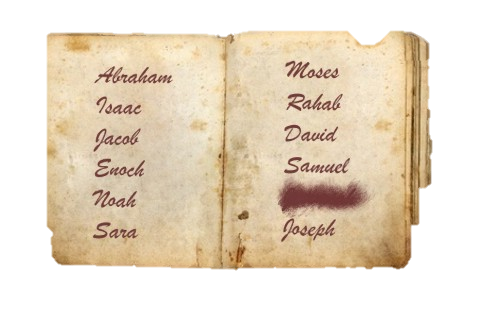 Abraham
Isaac
Jacob
Enoch
Noah
Sara
Moses
Rahab
David
Samuel
Joseph